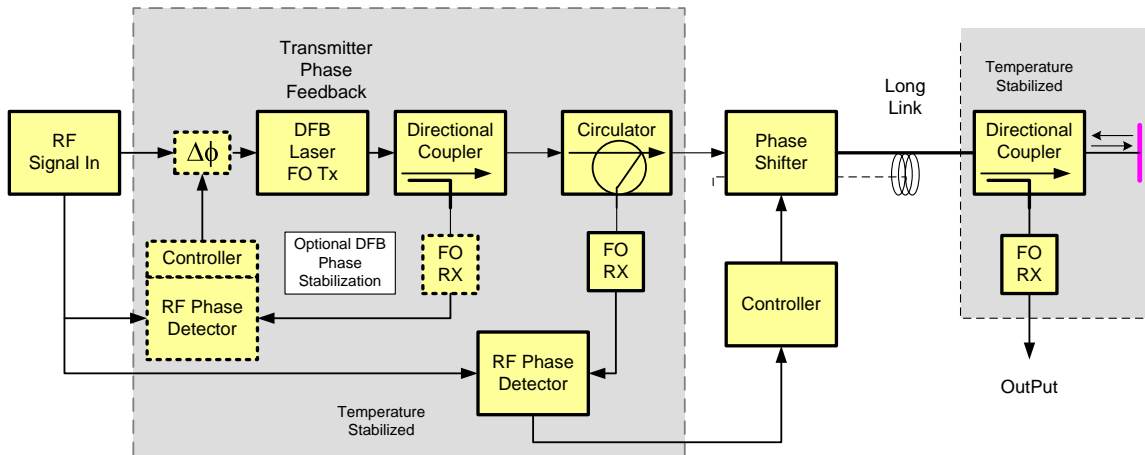 Transmitter
Phase
Feedback
RF
Signal In
Δϕ
DFB
Laser
FO Tx
Directional
Coupler
Circulator
Phase
Shifter
Long
Link
Temperature
Stabilized
Directional
Coupler
Controller
RF Phase
Detector
Optional DFB
Phase
Stabilization
FO
RX
FO
RX
Controller
FO
RX
RF Phase
Detector
Temperature
Stabilized
OutPut